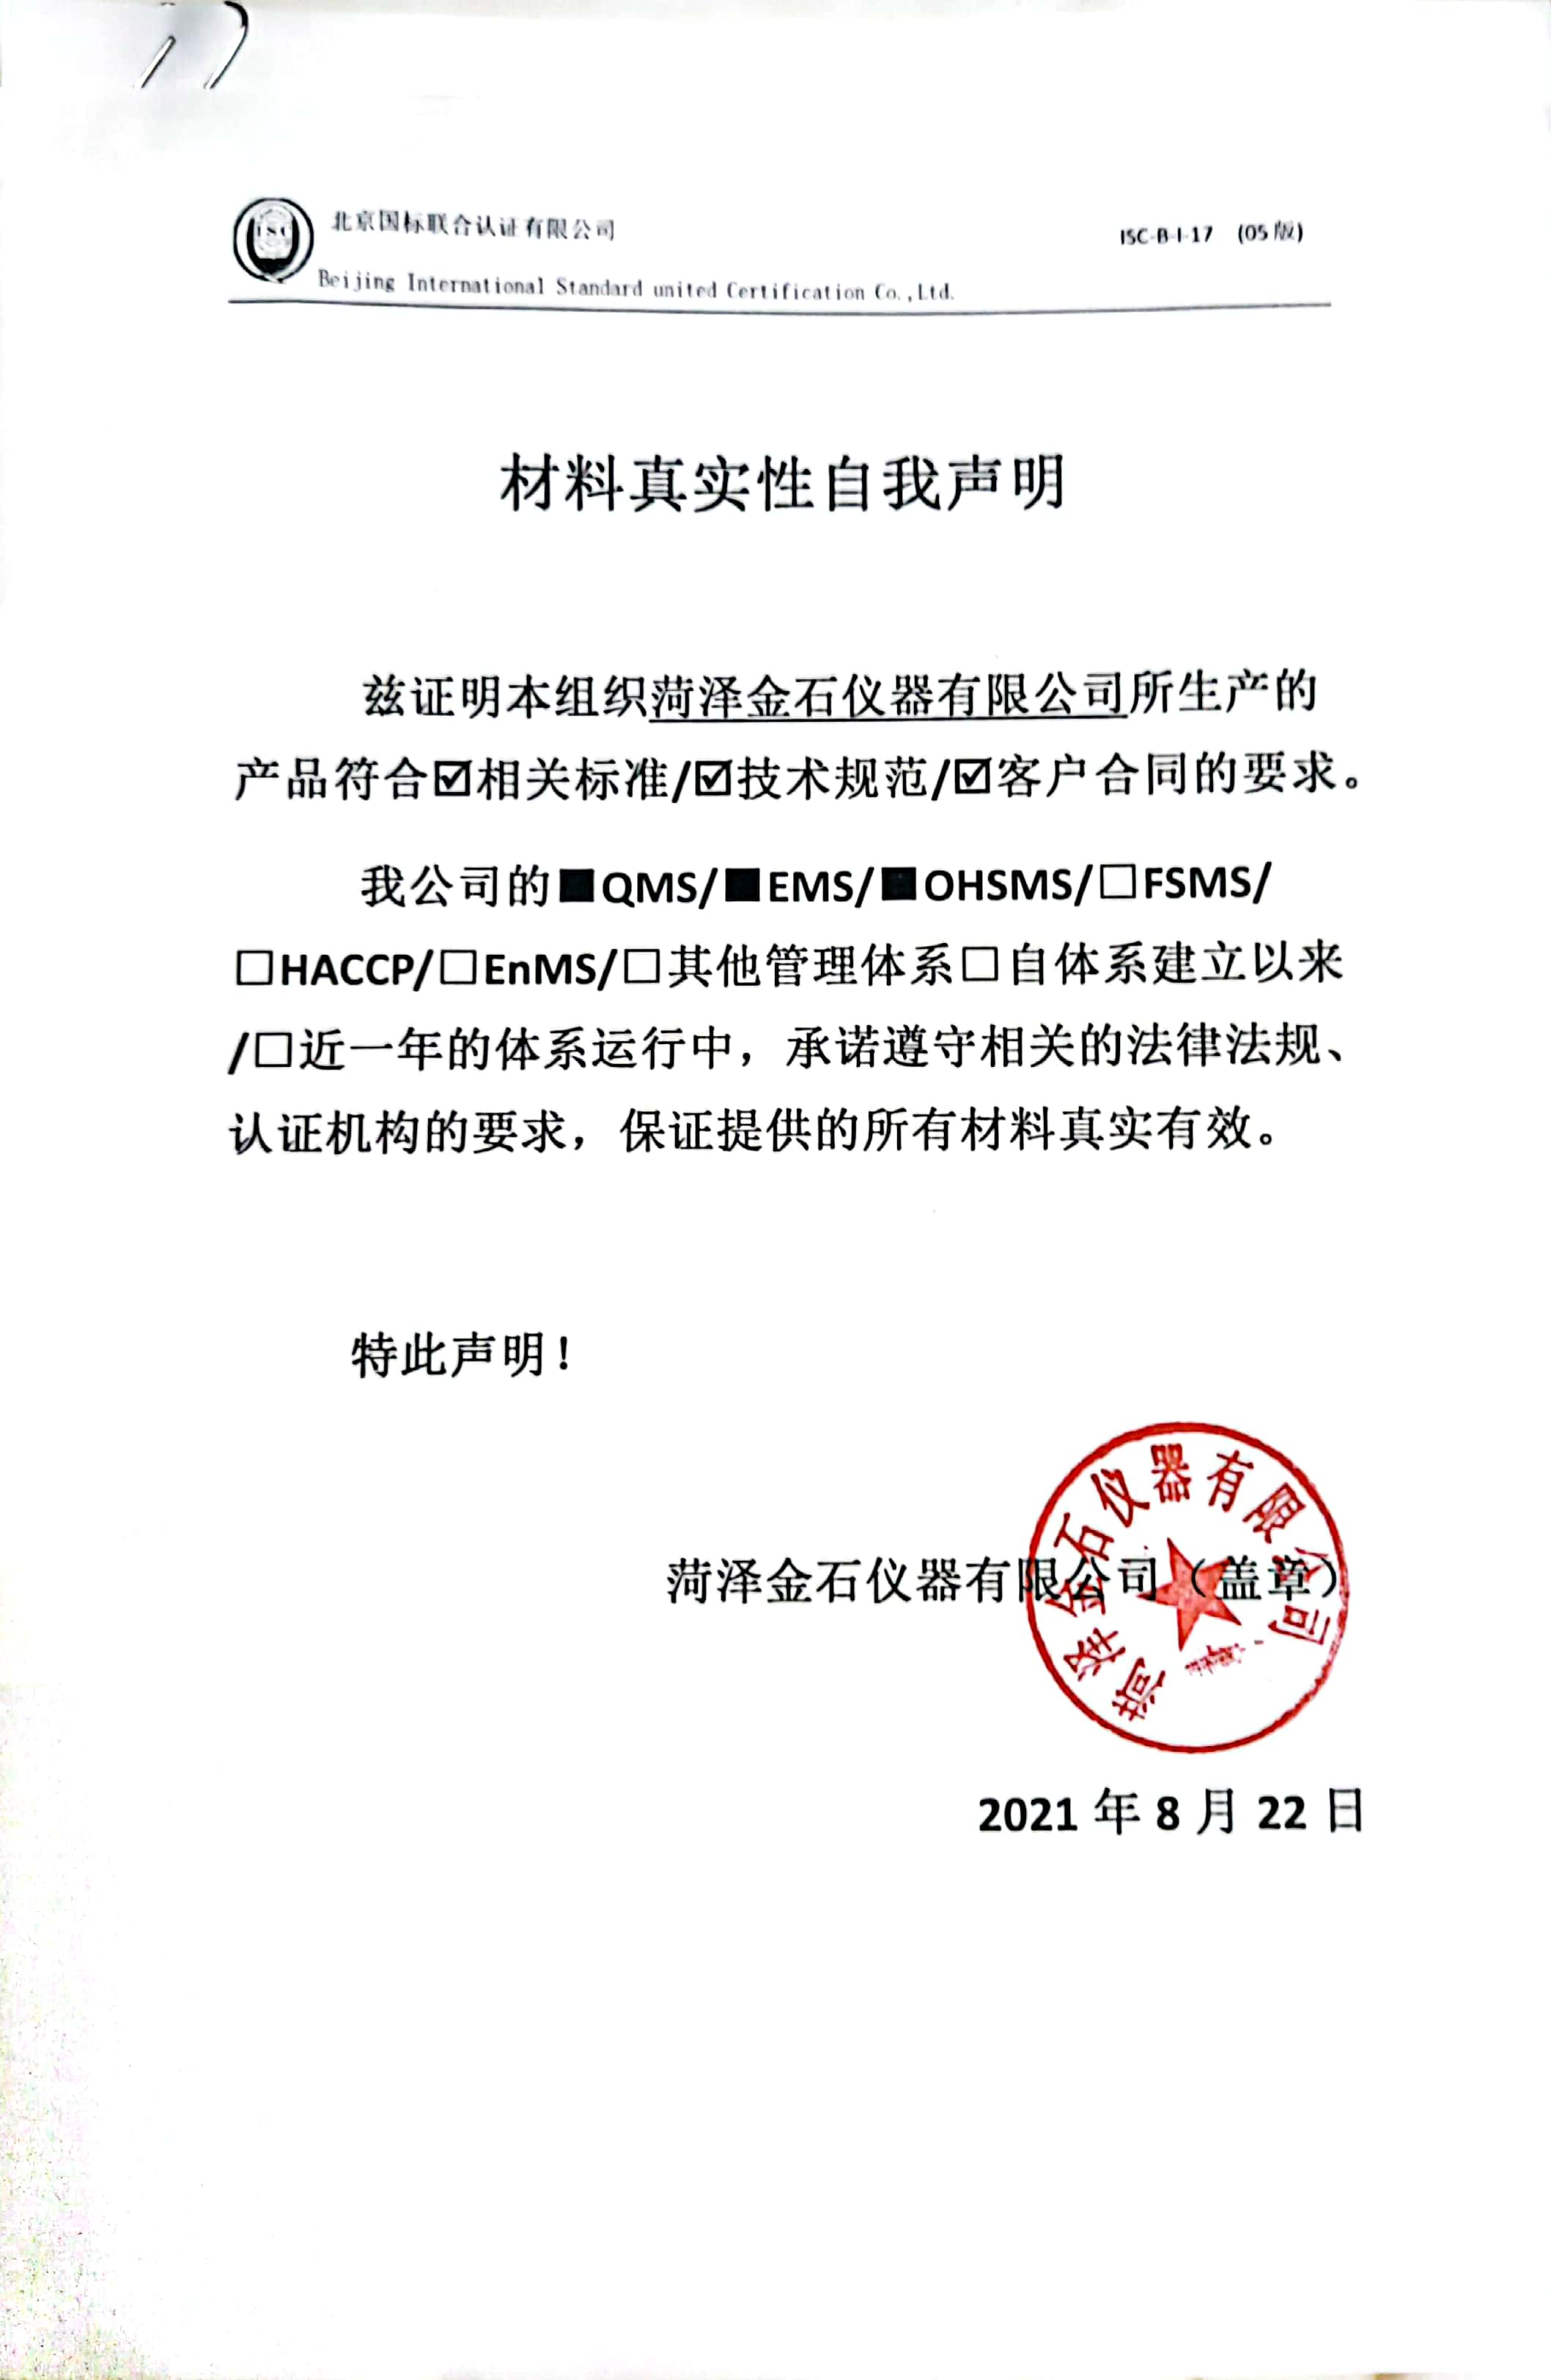 ISC
北京国标联合认证有限公司
ISC-B-I-17 (05版)
Beijing International Standard united Certification Co.,Ltd.
材料真实性自我声明
兹证明本组织菏泽金石仪器有限公司所生产的
产品符合☑相关标准/☑技术规范/☑客户合同的要求。
我公司的■QMS/■EMS/■OHSMS/□FSMS/
□HACCP/□EnMS/□其他管理体系□自体系建立以来
/□近一年的体系运行中，承诺遵守相关的法律法规、
认证机构的要求，保证提供的所有材料真实有效。
特此声明！
菏泽金石仪器有限公司
菏泽金石仪器有限公司（盖章）
2021 年 8 月 22 日